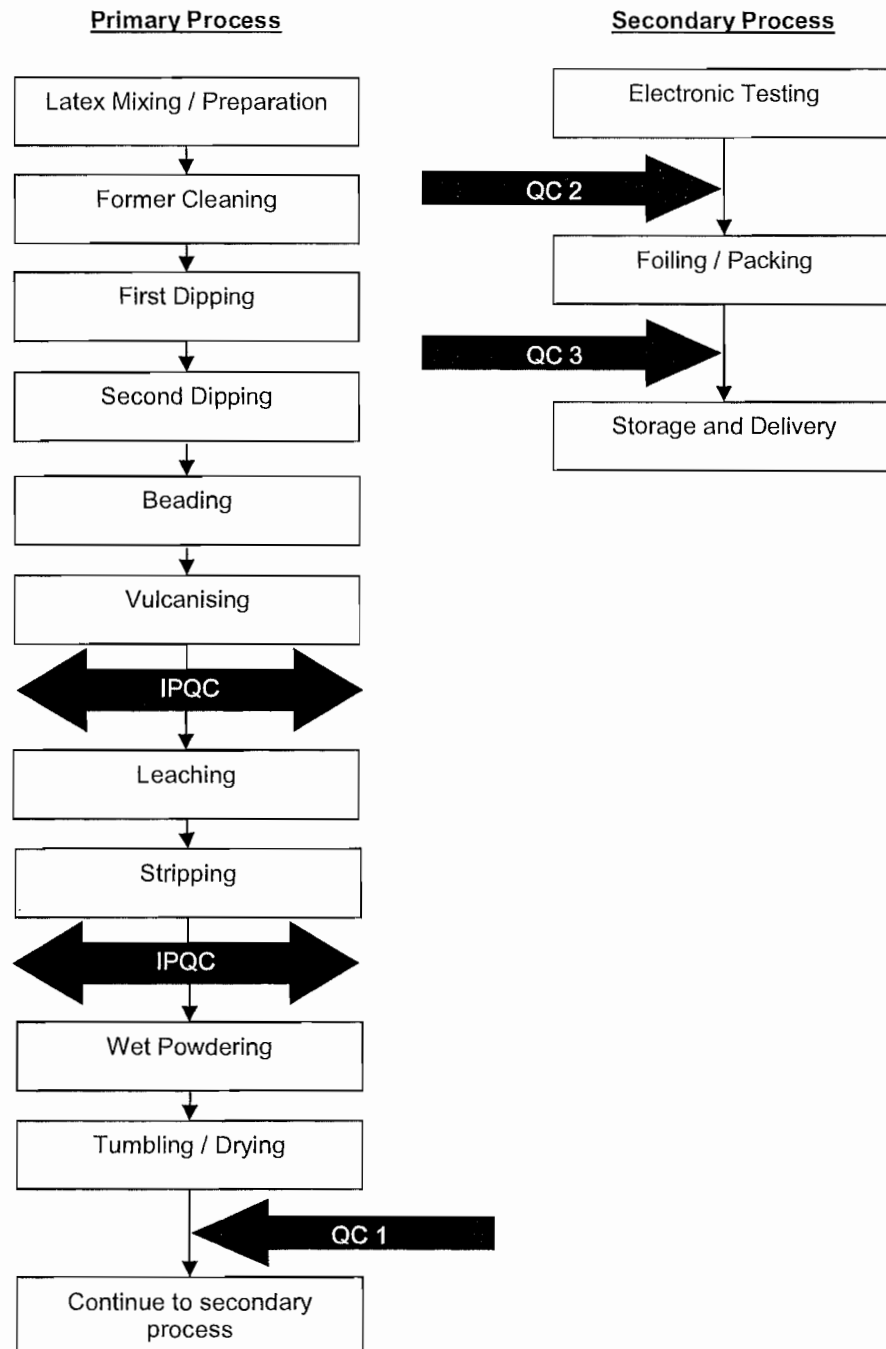 Primary Process
Latex Mixing / Preparation
Former Cleaning
First Dipping
Second Dipping
Beading
Vulcanising
IPQC
Leaching
Stripping
IPQC
Wet Powdering
Tumbling / Drying
QC 1
Continue to secondary
process
Secondary Process
Electronic Testing
QC 2
Foiling / Packing
QC 3
Storage and Delivery